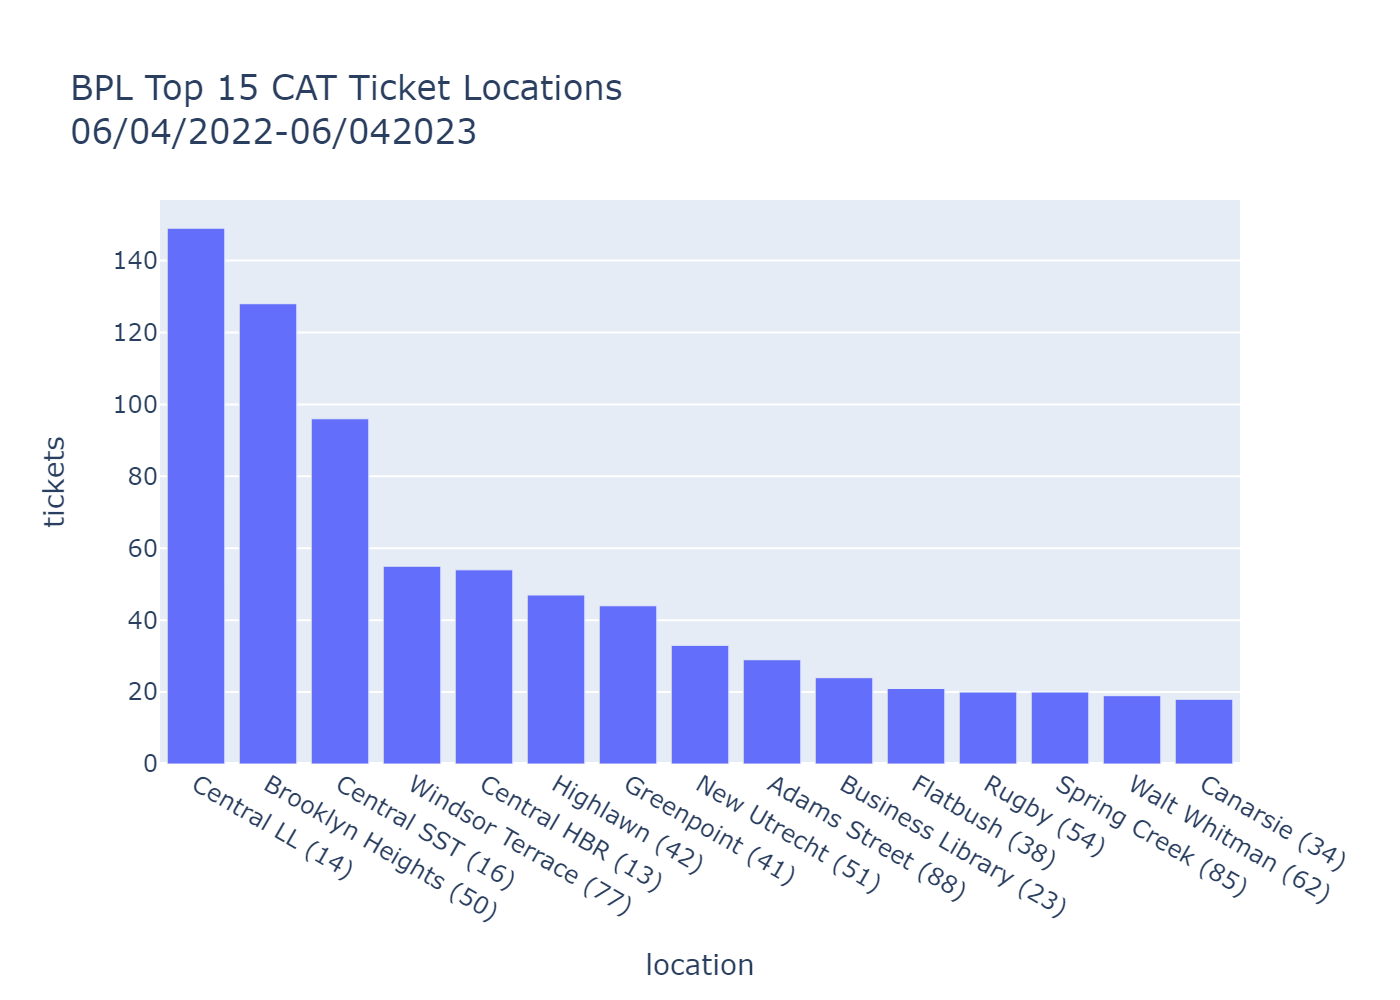 BPL Top 15 CAT Ticket Locations
06/04/2022-06/042023
tickets
140
120
100
80
60
40
20
0
Central LL (14)
Brooklyn Heights (50)
Central SST (16)
Windsor Terrace (77)
Central HBR (13)
Highlawn (42)
Greenpoint (41)
New Utrecht (51)
Adams Street (88)
Business Library (23)
Flatbush (38)
Rugby (54)
Spring Creek (85)
Walt Whitman (62)
Canarsie (34)
location